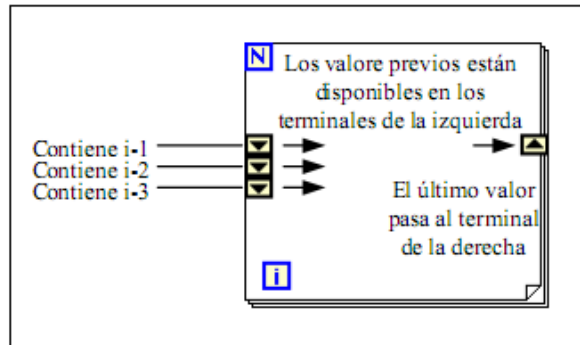 N
Los valore previos están
disponibles en los
terminales de la izquierda
Contiene i-1
Contiene i-2
Contiene i-3
El último valor
pasa al terminal
de la derecha
i